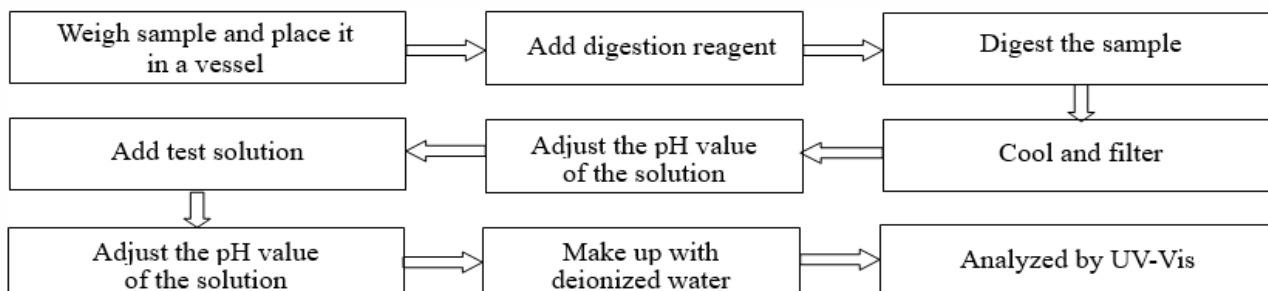 Weigh sample and place it
in a vessel
Add digestion reagent
Digest the sample
Cool and filter
Adjust the pH value
of the solution
Add test solution
Adjust the pH value
of the solution
Make up with
deionized water
Analyzed by UV-Vis